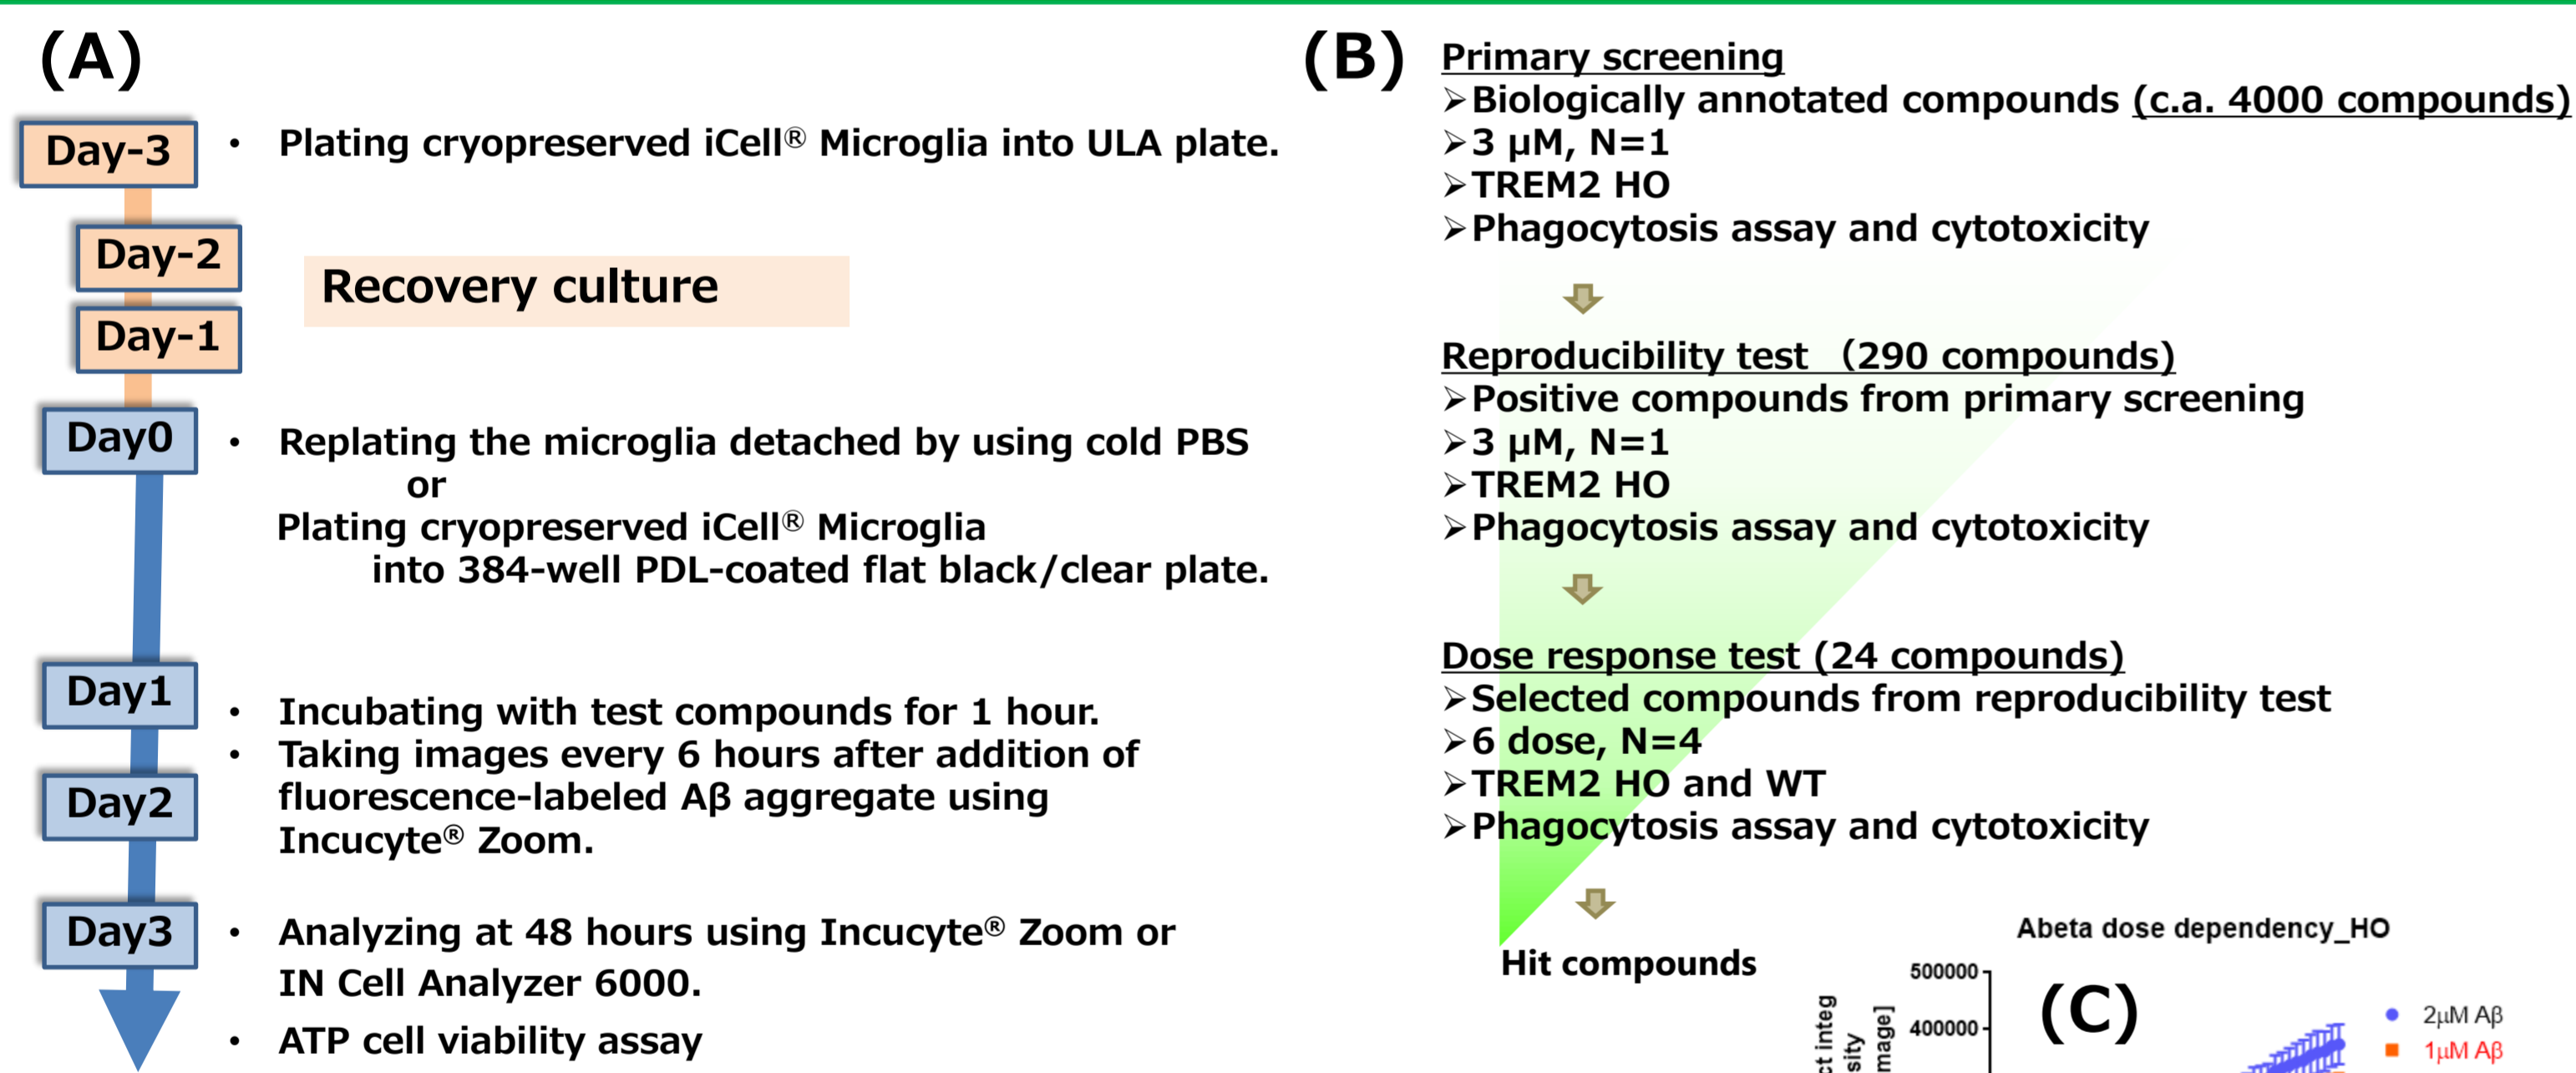 (A)
Day-3
• Plating cryopreserved iCell® Microglia into ULA plate.
Day-2
Recovery culture
Day-1
Day0
• Replating the microglia detached by using cold PBS
or
Plating cryopreserved iCell® Microglia
into 384-well PDL-coated flat black/clear plate.
Day1
• Incubating with test compounds for 1 hour.
• Taking images every 6 hours after addition of
fluorescence-labeled Aβ aggregate using
Incucyte® Zoom.
Day2
Day3
• Analyzing at 48 hours using Incucyte® Zoom or
IN Cell Analyzer 6000.
• ATP cell viability assay
(B)
Primary screening
➢Biologically annotated compounds (c.a. 4000 compounds)
➢3 μM, N=1
➢TREM2 HO
➢Phagocytosis assay and cytotoxicity
Reproducibility test （290 compounds)
➢Positive compounds from primary screening
➢3 μM, N=1
➢TREM2 HO
➢Phagocytosis assay and cytotoxicity
Dose response test (24 compounds)
➢Selected compounds from reproducibility test
➢6 dose, N=4
➢TREM2 HO and WT
➢Phagocytosis assay and cytotoxicity
Hit compounds
Abeta dose dependency_HO
(C)
500000
400000
2μM Aβ
1μM Aβ